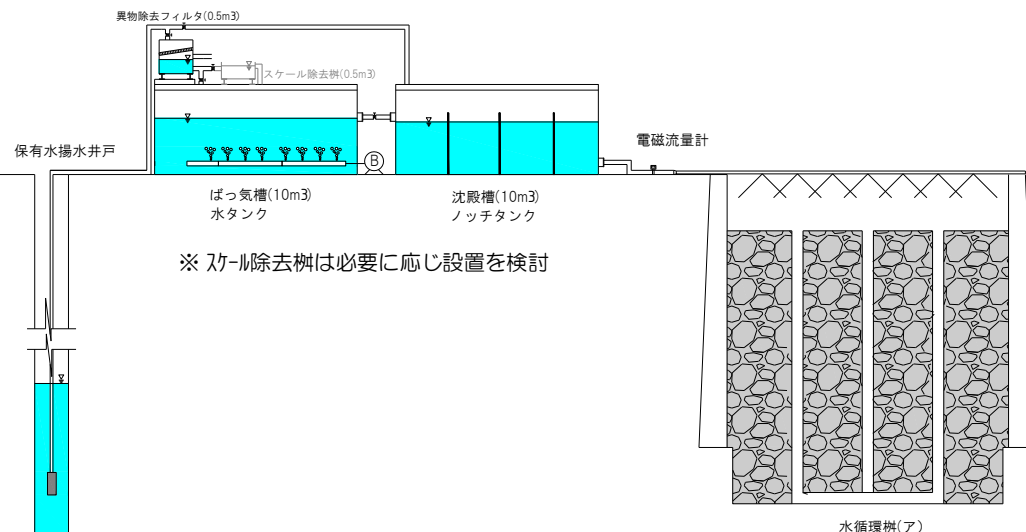 異物除去フィルタ(0.5m3)
スケール除去桝(0.5m3)
保有水揚水井戸
電磁流量計
B
ばっ気槽(10m3)
水タンク
沈殿槽(10m3)
ノッチタンク
※ スケール除去桝は必要に応じ設置を検討
水循環桝(ア)